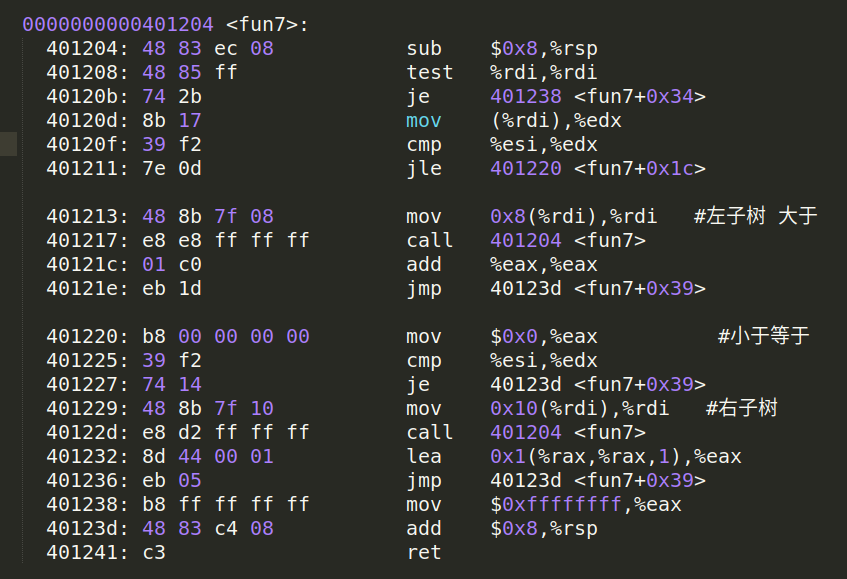 0000000000401204 <fun7>:
401204: 48 83 ec 08 sub $0x8,%rsp
401208: 48 85 ff test %rdi,%rdi
40120b: 74 2b je 401238 <fun7+0x34>
40120d: 8b 17 mov (%rdi),%edx
40120f: 39 f2 cmp %esi,%edx
401211: 7e 0d jle 401220 <fun7+0x1c>
401213: 48 8b 7f 08 mov 0x8(%rdi),%rdi #左子树 大于
401217: e8 e8 ff ff ff call 401204 <fun7>
40121c: 01 c0 add %eax,%eax
40121e: eb 1d jmp 40123d <fun7+0x39>
401220: b8 00 00 00 00 mov $0x0,%eax #小于等于
401225: 39 f2 cmp %esi,%edx
401227: 74 14 je 40123d <fun7+0x39>
401229: 48 8b 7f 10 mov 0x10(%rdi),%rdi #右子树
40122d: e8 d2 ff ff ff call 401204 <fun7>
401232: 8d 44 00 01 lea 0x1(%rax,%rax,1),%eax
401236: eb 05 jmp 40123d <fun7+0x39>
401238: b8 ff ff ff ff mov $0xffffffff,%eax
40123d: 48 83 c4 08 add $0x8,%rsp
401241: c3 ret